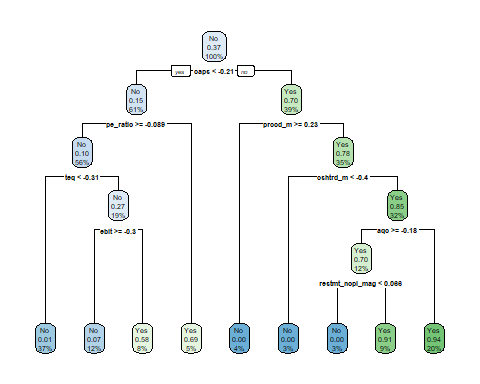 No
0.37
100%
yes oaps < -0.21 no
No
0.15
61%
Yes
0.70
39%
pe_ratio >= -0.089
prood_m >= 0.23
No
0.10
56%
Yes
0.78
35%
teq < -0.31
oshtrd_m < -0.4
No
0.27
19%
Yes
0.85
32%
ebit >= -0.3
aqo >= -0.18
Yes
0.70
12%
restmt_nopi_mag < 0.066
No
0.01
37%
No
0.07
12%
Yes
0.58
8%
Yes
0.69
5%
No
0.00
4%
No
0.00
3%
No
0.00
3%
Yes
0.91
9%
Yes
0.94
20%